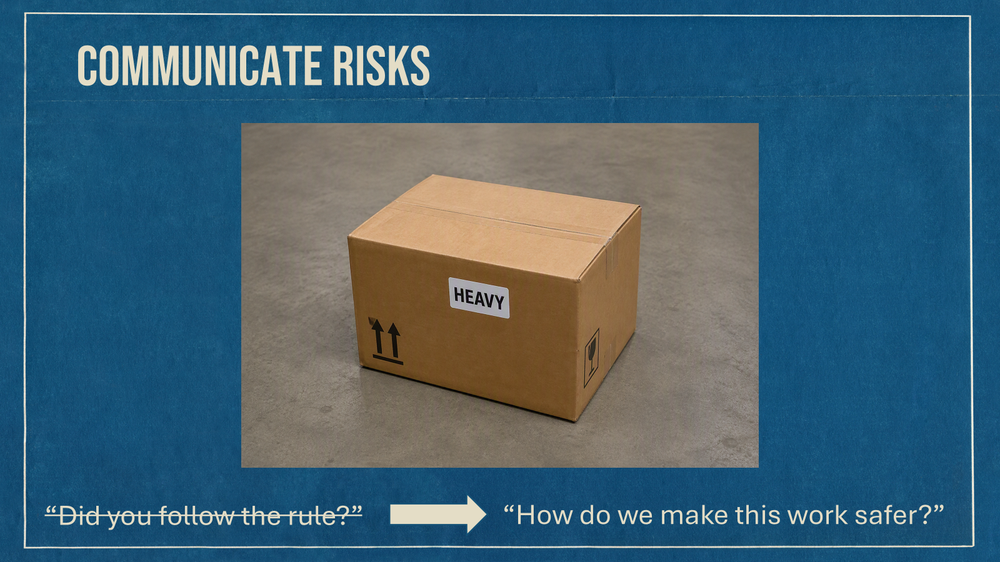 COMMUNICATE RISKS
HEAVY
“Did you follow the rule?”
“How do we make this work safer?”